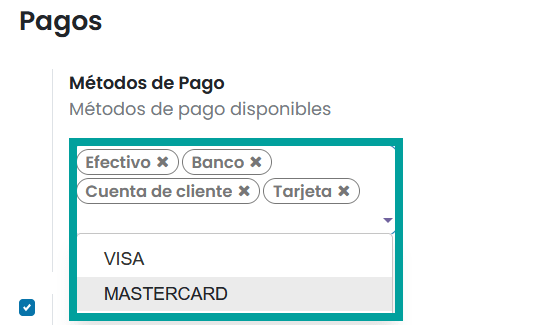 Pagos
Métodos de Pago
Métodos de pago disponibles
Efectivo ✖ Banco ✖
Cuenta de cliente ✖ Tarjeta ✖
VISA
MASTERCARD